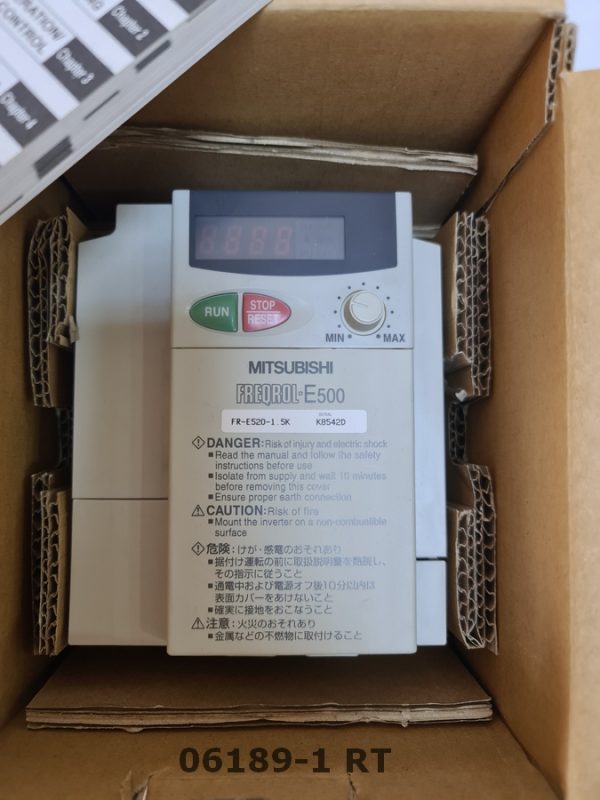 CONTROL
Chapter 2
Chapter 3
Chapter 4
RUN
STOP
RESET
MIN
MAX
MITSUBISHI
FREQROL-E500
SERIAL
FR-E520-1.5K K8542D
DANGER: Risk of injury and electric shock
■ Read the manual and follow the safety
instructions before use
■ Isolate from supply and wait 10 minutes
before removing this cover
■ Ensure proper earth connection
CAUTION: Risk of fire
■ Mount the inverter on a non-combustible
surface
危険:けが・感電のおそれあり
■ 据付け運転の前に取扱説明書を熟読し、
その指示に従うこと
■ 通電中および電源オフ後10分以内は
表面カバーをあけないこと
■ 確実に接地をおこなうこと
注意:火災のおそれあり
■ 金属などの不燃物に取付けること
06189-1 RT